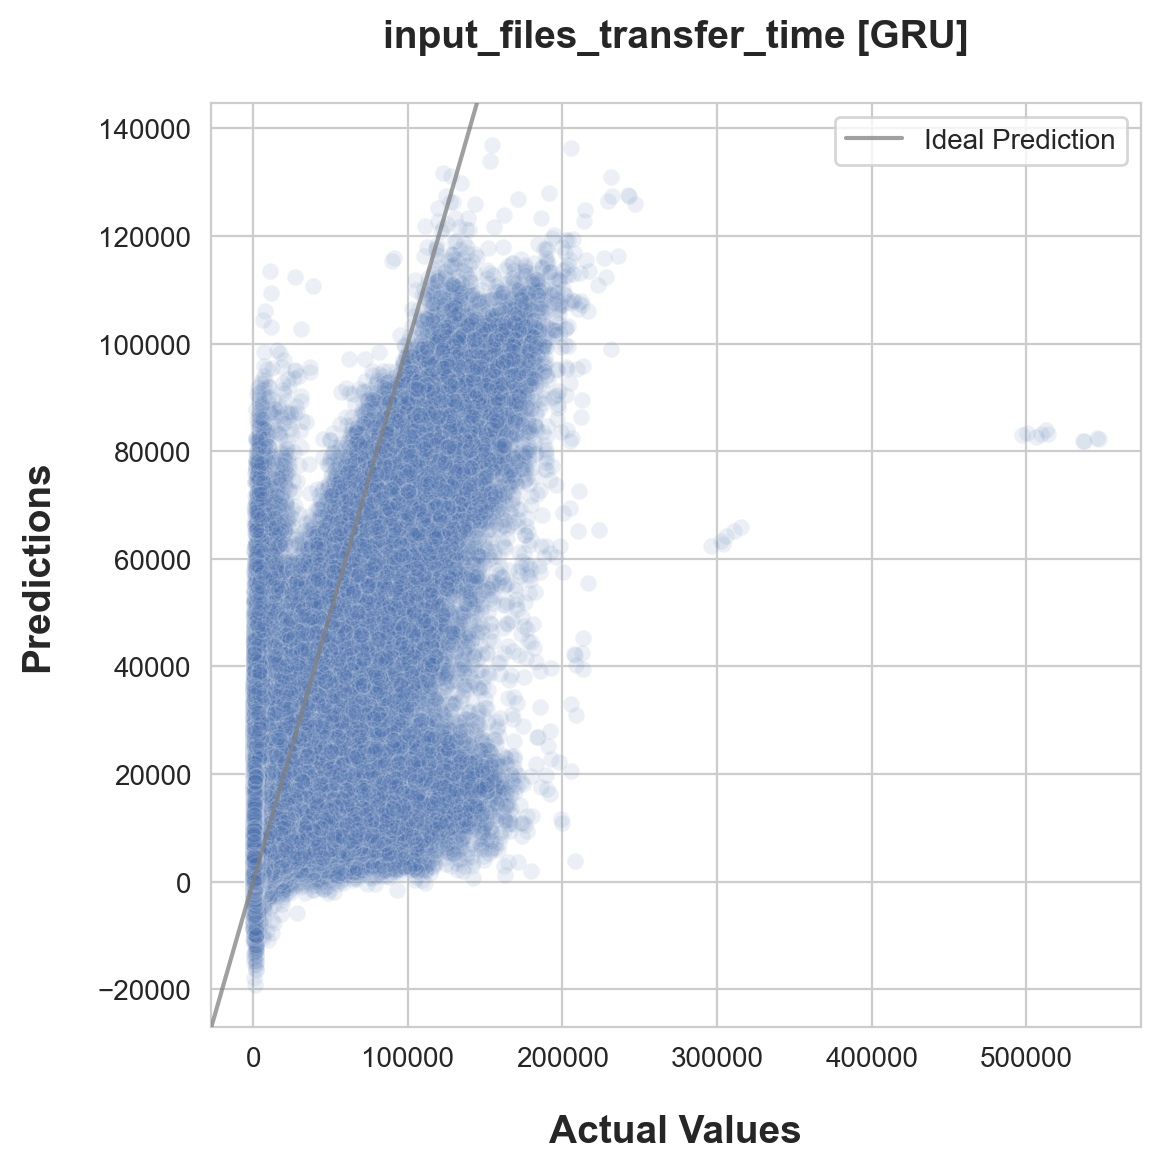 input_files_transfer_time [GRU]
Ideal Prediction
140000
120000
100000
80000
60000
40000
20000
0
−20000
Predictions
0 100000 200000 300000 400000 500000
Actual Values